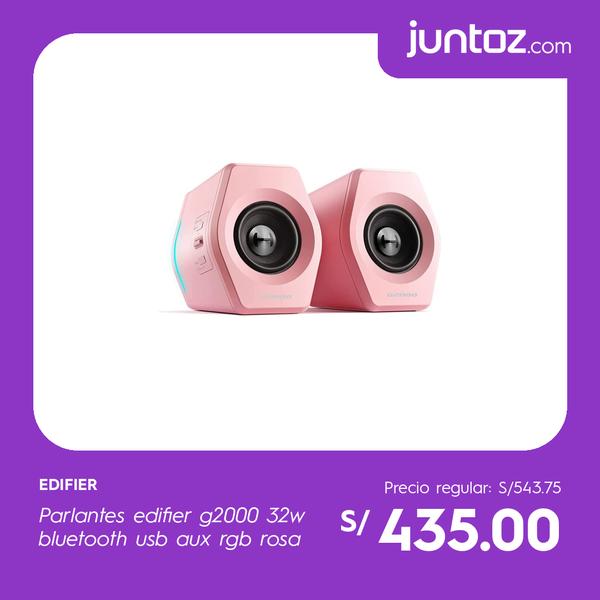 juntoz.com
EDIFIER
Parlantes edifier g2000 32w
bluetooth usb aux rgb rosa
Precio regular: S/543.75
S/ 435.00